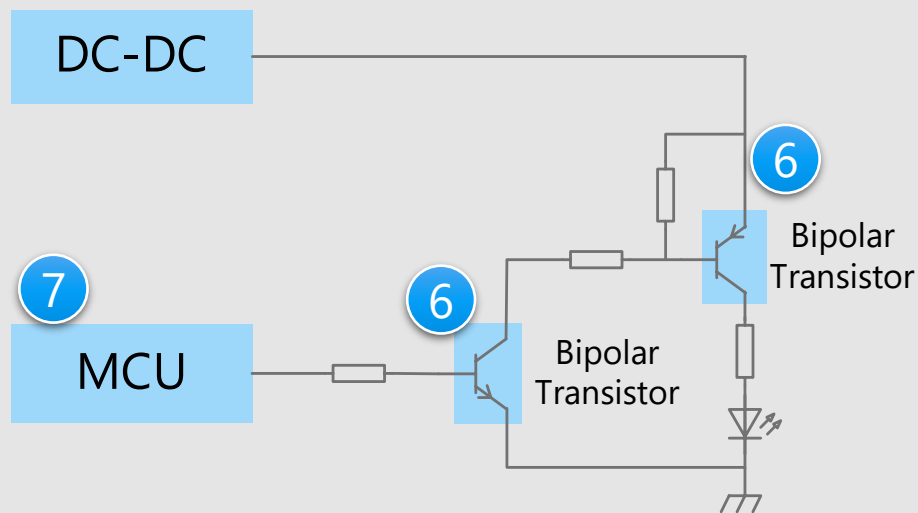 DC-DC
6
Bipolar
Transistor
7
6
MCU
Bipolar
Transistor